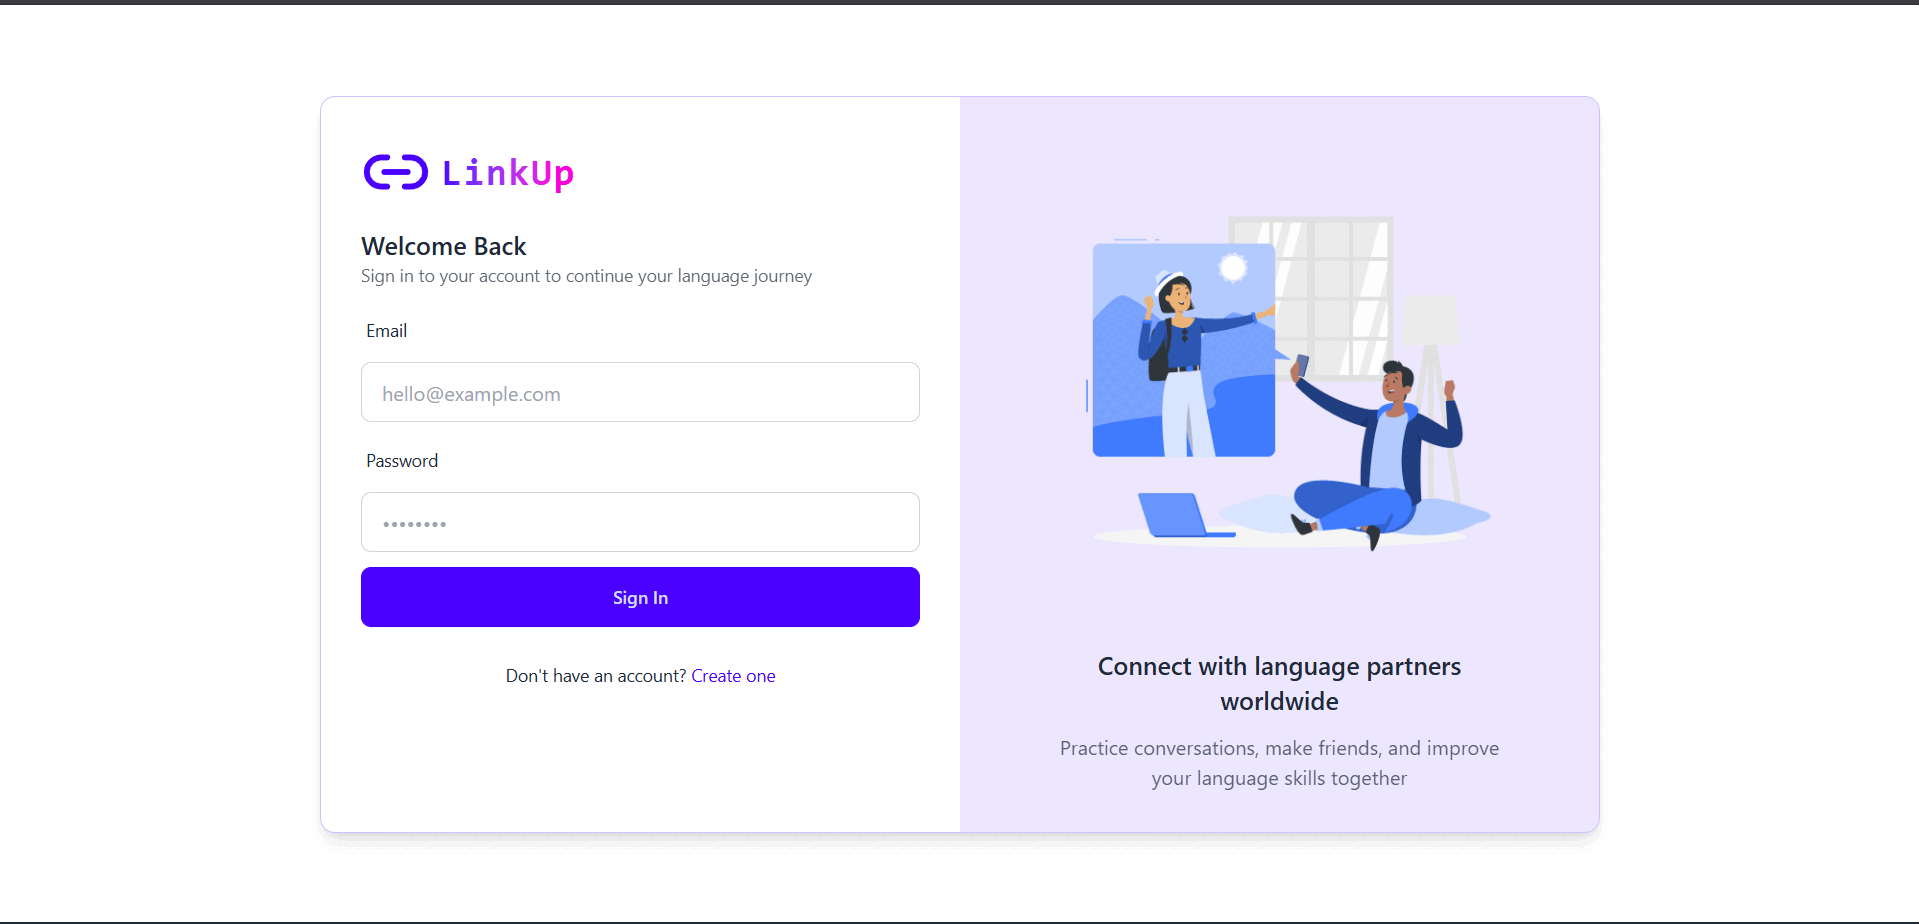 LinkUp
Welcome Back
Sign in to your account to continue your language journey
Email
hello@example.com
Password
••••••••
Sign In
Don't have an account? Create one
Connect with language partners
worldwide
Practice conversations, make friends, and improve
your language skills together